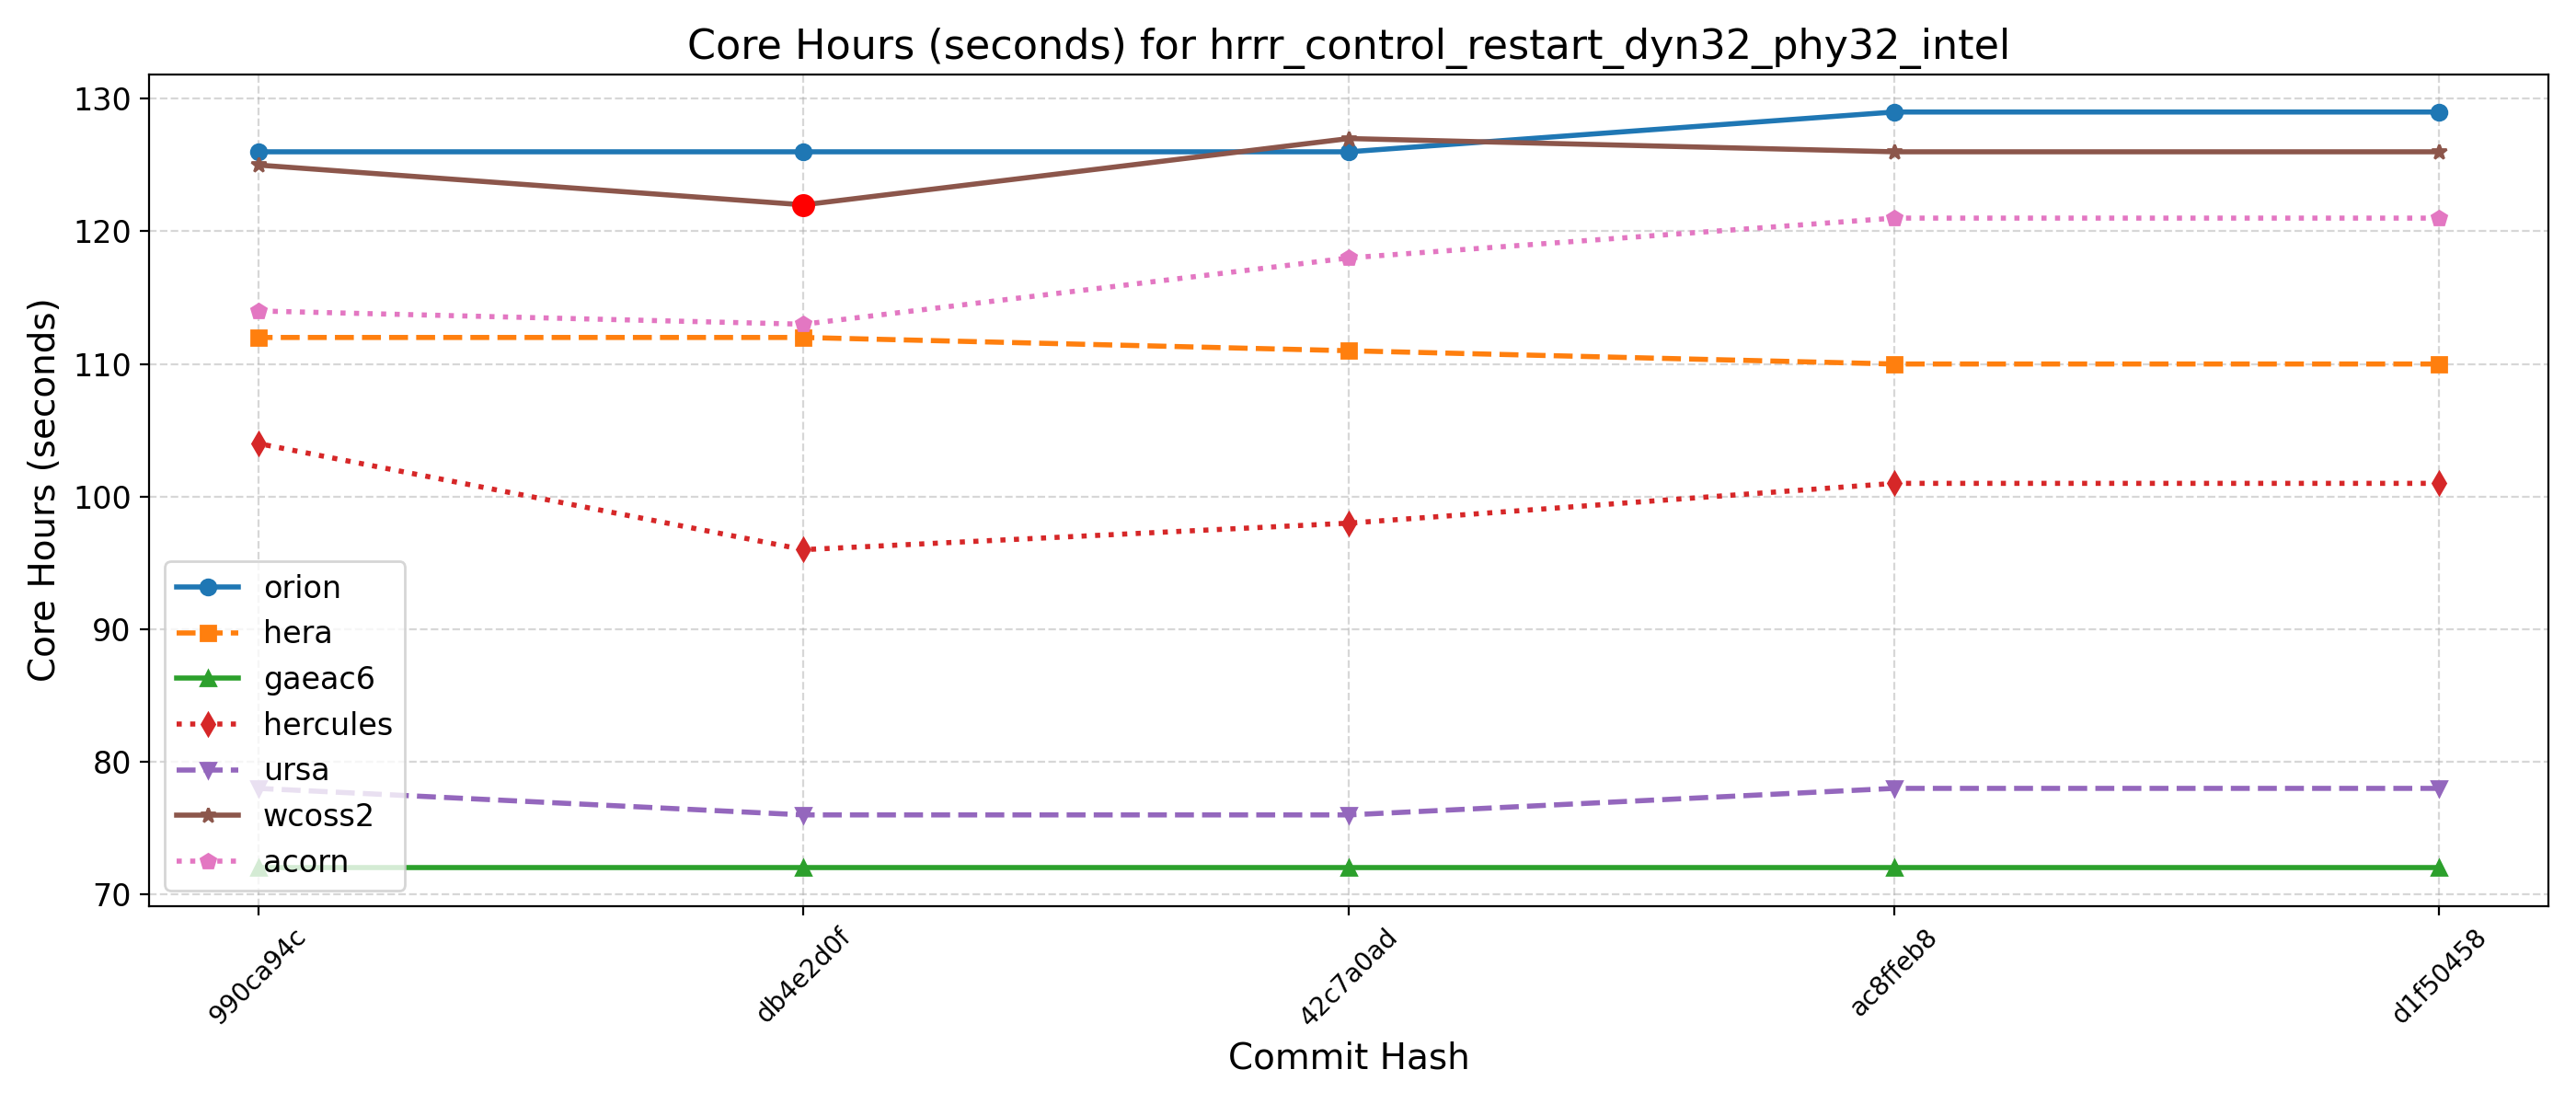 Core Hours (seconds) for hrrr_control_restart_dyn32_phy32_intel
Core Hours (seconds)
130
120
110
100
90
80
70
orion
hera
gaeac6
hercules
ursa
wcoss2
acorn
990ca94c
db4e2d0f
42c7a0ad
ac8ffeb8
d1f50458
Commit Hash